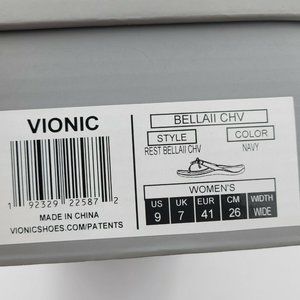 VIONIC
1 92329 22587 2
MADE IN CHINA
VIONICSHOES.COM/PATENTS
BELLAII CHV
STYLE COLOR
REST BELLAII CHV NAVY
WOMEN'S
US UK EUR CM WIDTH
9 7 41 26 WIDE